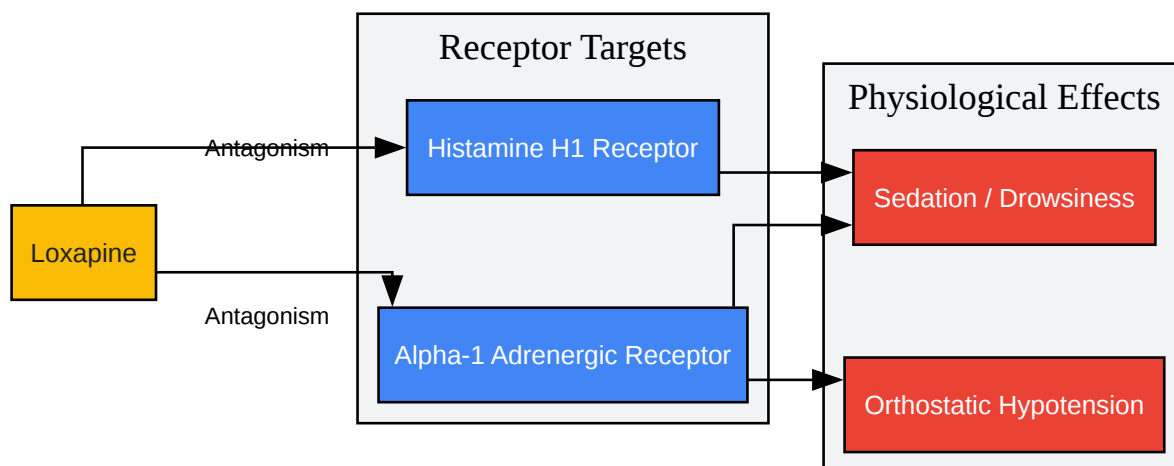 Receptor Targets
Physiological Effects
Antagonism
Histamine H1 Receptor
Sedation / Drowsiness
Loxapine
Antagonism
Alpha-1 Adrenergic Receptor
Orthostatic Hypotension